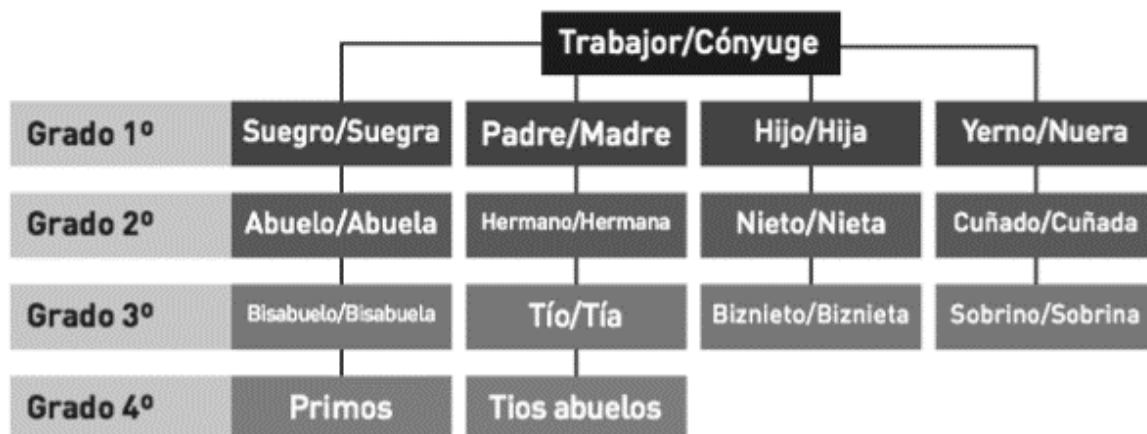 Trabajor/Cónyuge
Grado 1º Suegro/Suegra Padre/Madre Hijo/Hija Yerno/Nuera
Grado 2º Abuelo/Abuela Hermano/Hermana Nieto/Nieta Cuñado/Cuñada
Grado 3º Bisabuelo/Bisabuela Tío/Tía Biznieto/Biznieta Sobrino/Sobrina
Grado 4º Primos Tios abuelos